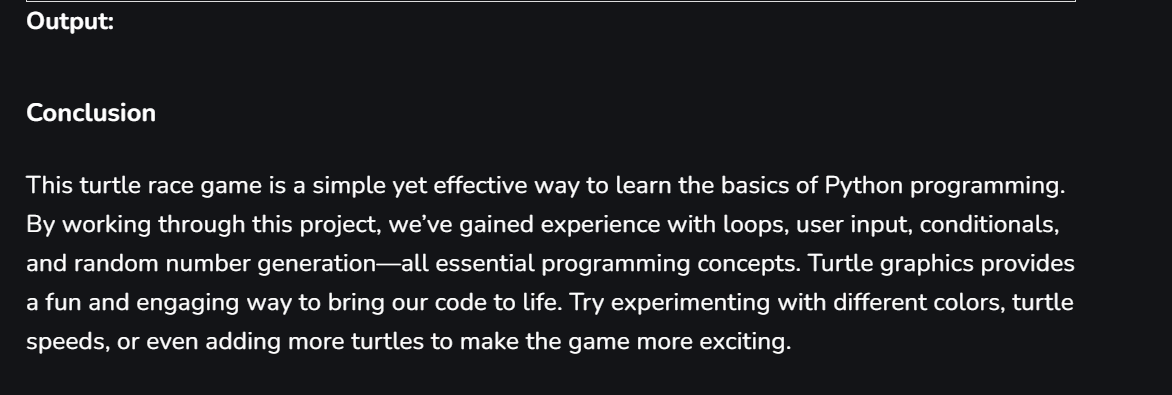 Output:
Conclusion
This turtle race game is a simple yet effective way to learn the basics of Python programming.
By working through this project, we’ve gained experience with loops, user input, conditionals,
and random number generation—all essential programming concepts. Turtle graphics provides
a fun and engaging way to bring our code to life. Try experimenting with different colors, turtle
speeds, or even adding more turtles to make the game more exciting.